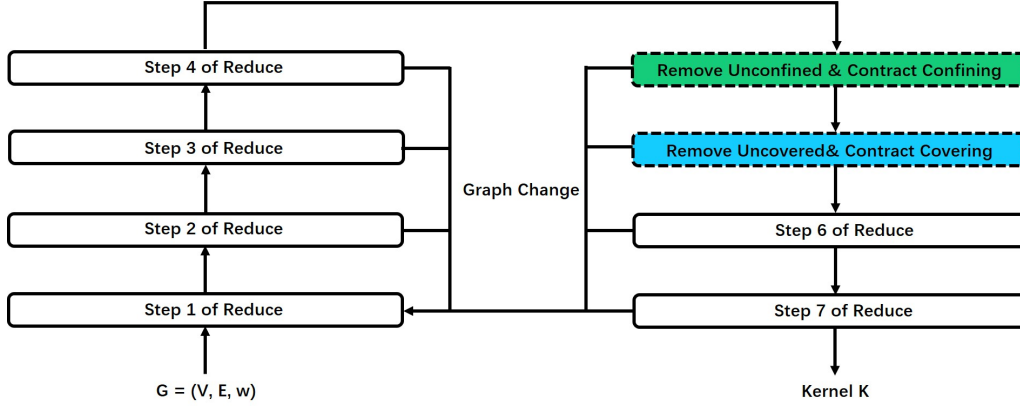 Step 4 of Reduce
Step 3 of Reduce
Step 2 of Reduce
Step 1 of Reduce
G = (V, E, w)
Graph Change
Remove Unconfined & Contract Confining
Remove Uncovered& Contract Covering
Step 6 of Reduce
Step 7 of Reduce
Kernel K